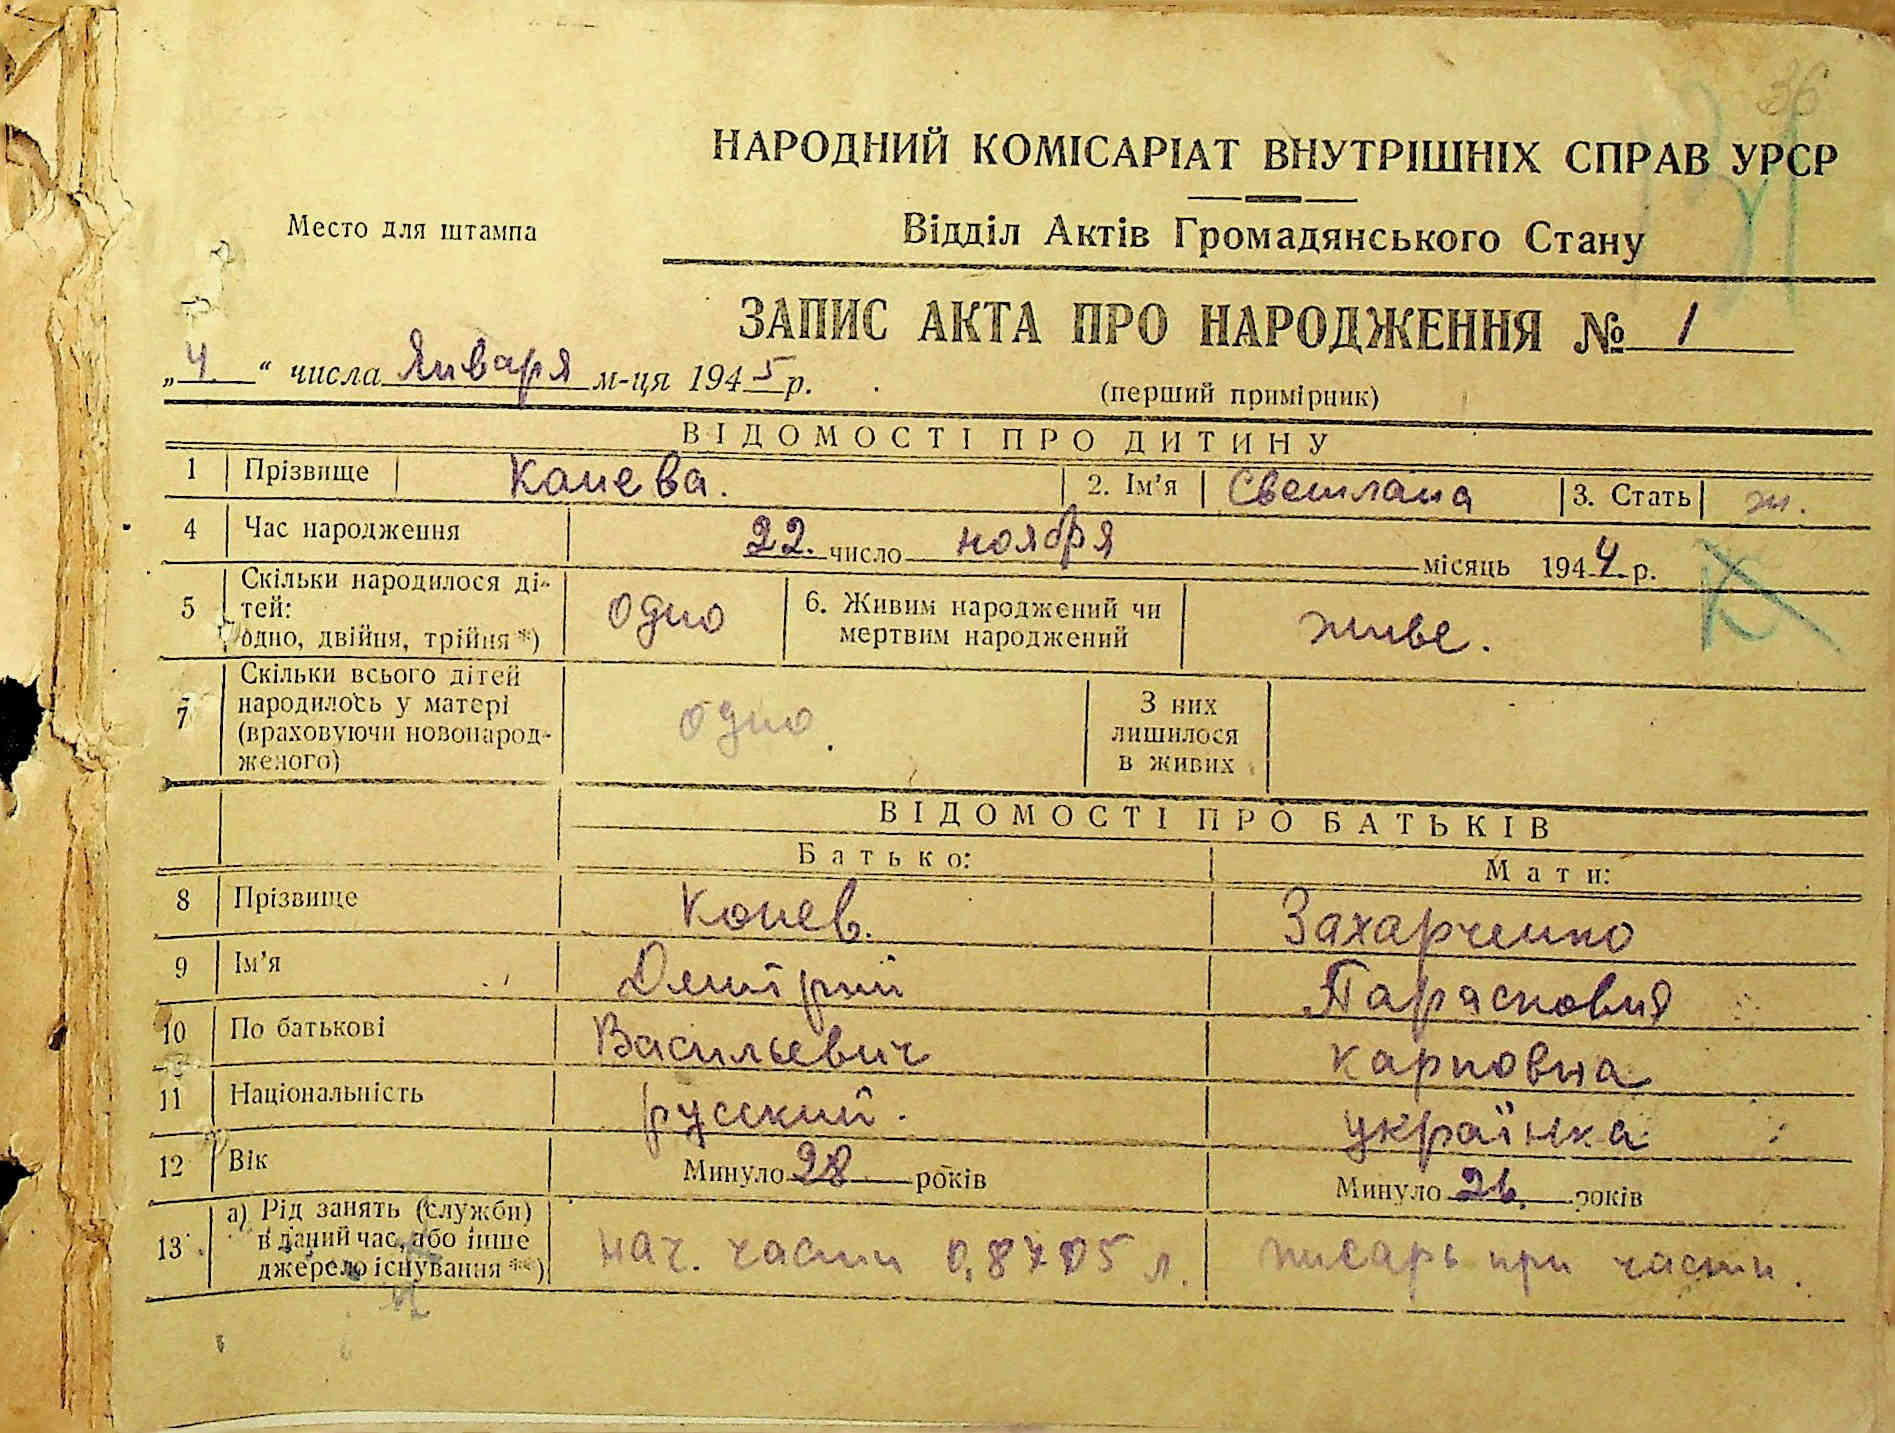 36
НАРОДНИЙ КОМІСАРІАТ ВНУТРІШНІХ СПРАВ УРСР
Место для штампа
Відділ Актів Громадянського Стану
ЗАПИС АКТА ПРО НАРОДЖЕННЯ № 1
„4“ числа Января м-ця 1945 р.
(перший примірник)
ВІДОМОСТІ ПРО ДИТИНУ
1 Прізвище Конева. 2. Ім'я Светлана 3. Стать ж.
4 Час народження 22. число ноября місяць 1944 р.
5 Скільки народилося ді-
тей:
одно, двійня, трійня*) одно 6. Живим народжений чи
мертвим народжений живе.
7 Скільки всього дітей
народилось у матері
(враховуючи новонарод-
женого) одно. З них
лишилося
в живих
ВІДОМОСТІ ПРО БАТЬКІВ
Батько: Мати:
8 Прізвище Конев. Захарченко
9 Ім'я Дмитрий Парасковия
10 По батькові Васильевич Карповна
11 Національність русский. українка
12 Вік Минуло 28 років Минуло 26. років
13 а) Рід занять (служби)
в даний час, або інше
джерело існування**) нач. части писарь при части.